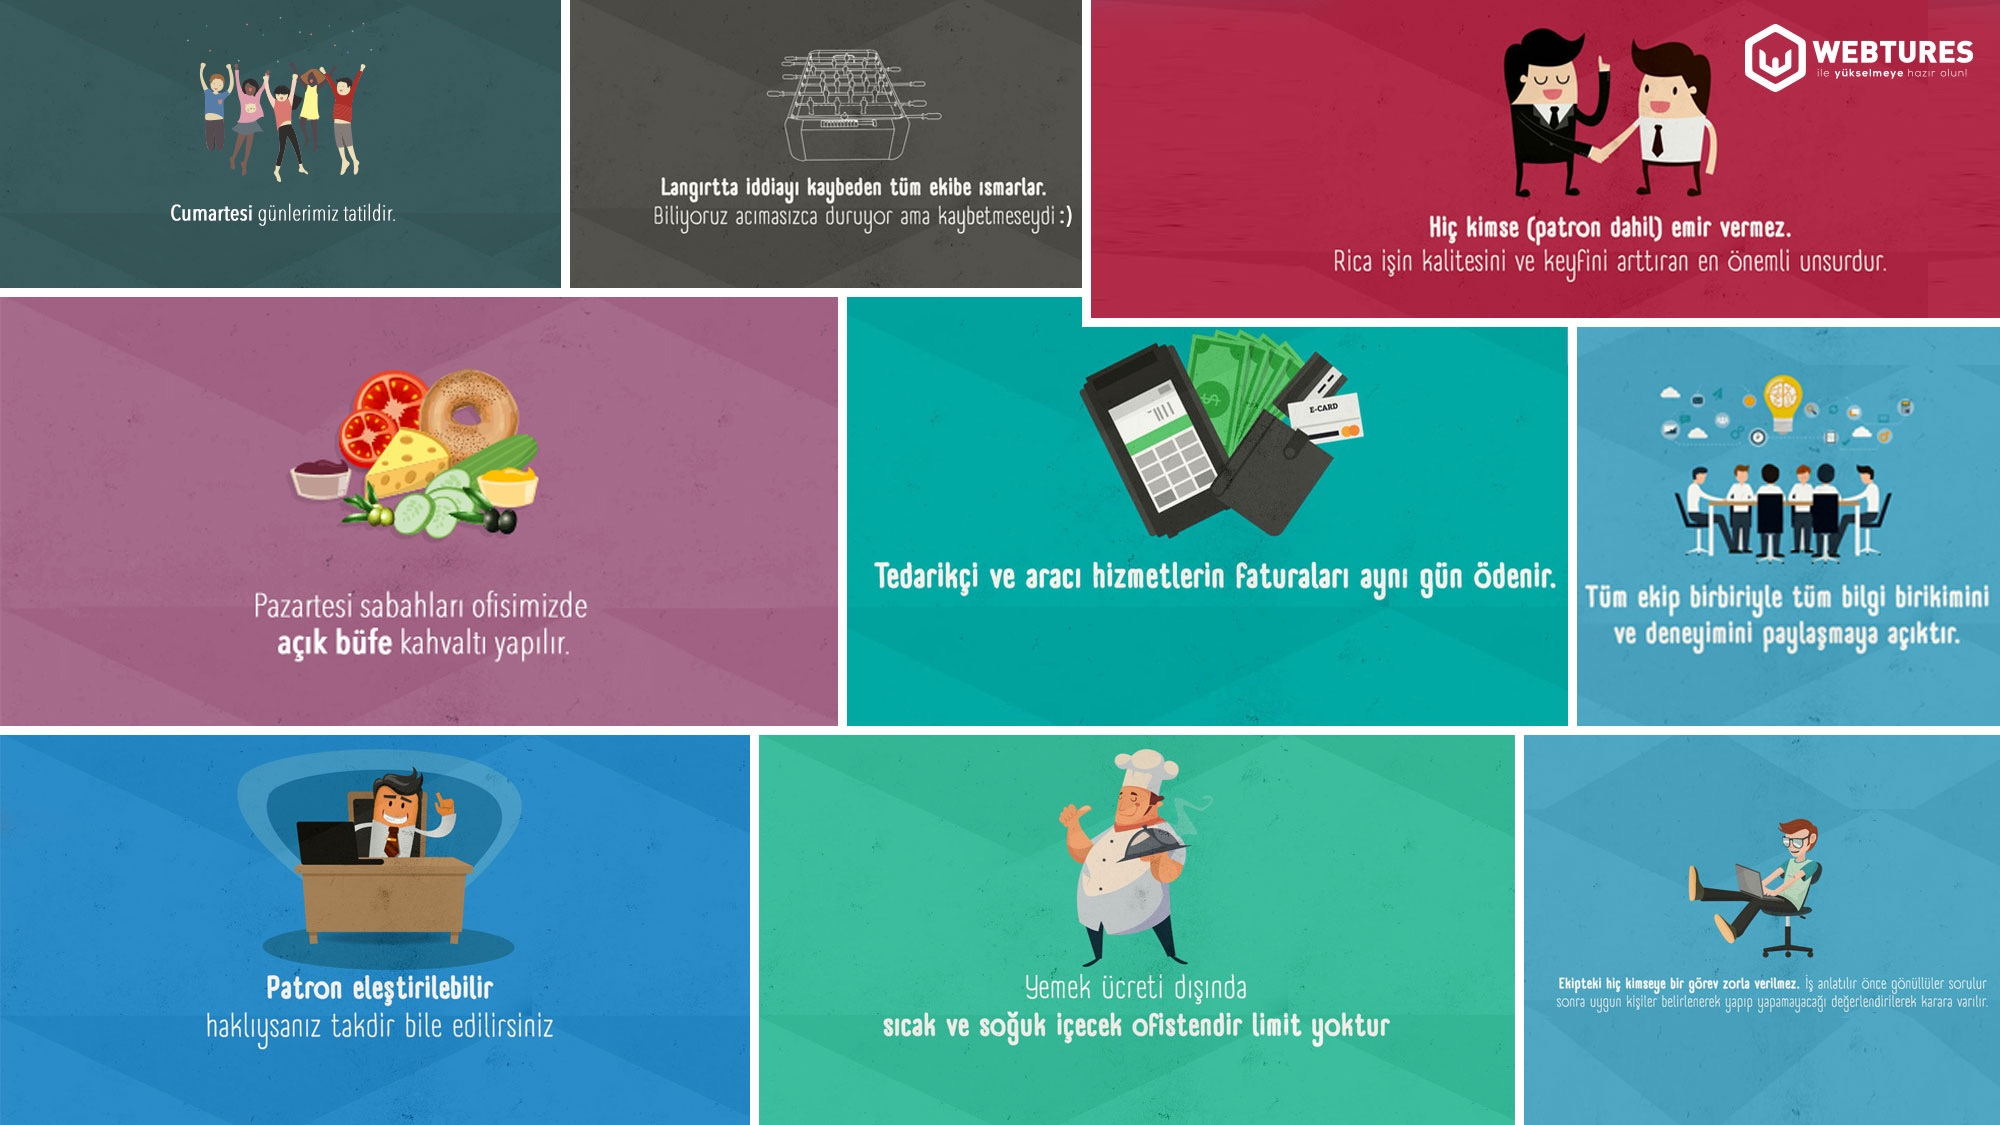 Cumartesi günlerimiz tatildir.
Langırtta iddiayı kaybeden tüm ekibe ısmarlar.
Biliyoruz acımasızca duruyor ama kaybetmeseydi :)
WEBTURES
ile yükselmeye hazır olun!
Hiç kimse (patron dahil) emir vermez.
Rica işin kalitesini ve keyfini arttıran en önemli unsurdur.
Pazartesi sabahları ofisimizde
açık büfe kahvaltı yapılır.
E-CARD
Tedarikçi ve aracı hizmetlerin faturaları aynı gün ödenir.
Tüm ekip birbiriyle tüm bilgi birikimini
ve deneyimini paylaşmaya açıktır.
Patron eleştirilebilir
haklıysanız takdir bile edilirsiniz
Yemek ücreti dışında
sıcak ve soğuk içecek ofistendir limit yoktur
Ekipteki hiç kimseye bir görev zorla verilmez. İş anlatılır önce gönüllüler sorulur
sonra uygun kişiler belirlenerek yapıp yapamayacağı değerlendirilerek karara varılır.